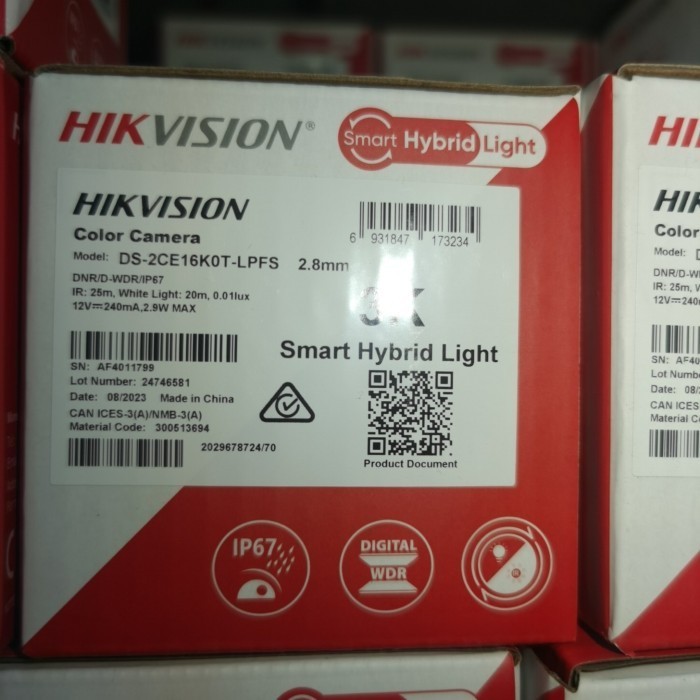 HIKVISION®
Smart Hybrid Light
HIKVISION
Color Camera
Model: DS-2CE16K0T-LPFS 2.8mm
DNR/D-WDR/IP67
IR: 25m, White Light: 20m, 0.01lux
12V⎓240mA,2.9W MAX
6 931847 173234
K
Smart Hybrid Light
SN: AF4011799
Lot Number: 24746581
Date: 08/2023 Made in China
CAN ICES-3(A)/NMB-3(A)
Material Code: 300513694
2029678724/70
Product Document
IP67
DIGITAL
WDR
HI
HIK
Color
Model:
DNR/D-W
IR: 25m, W
12V⎓240
SN: AF40
Lot Numb
Date: 08/
CAN ICES
Material C